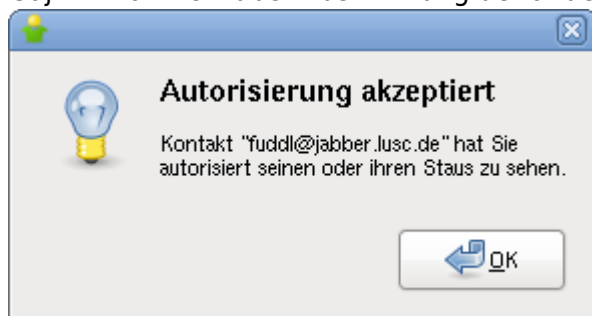 Autorisierung akzeptiert
Kontakt "fuddl@jabber.lusc.de" hat Sie
autorisiert seinen oder ihren Staus zu sehen.
OK